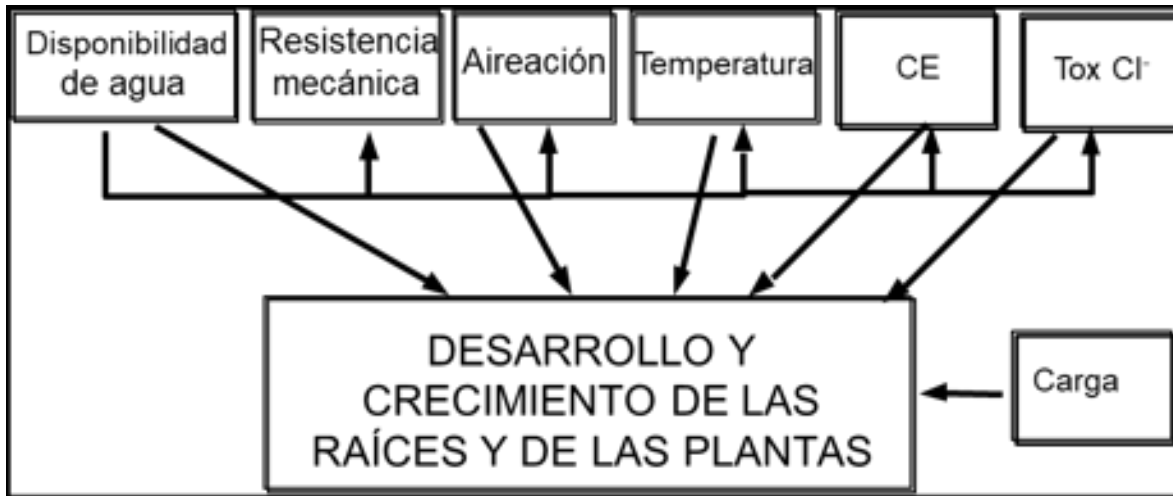 Disponibilidad
de agua
Resistencia
mecánica
Aireación
Temperatura
CE
Tox Cl⁻
DESARROLLO Y
CRECIMIENTO DE LAS
RAÍCES Y DE LAS PLANTAS
Carga